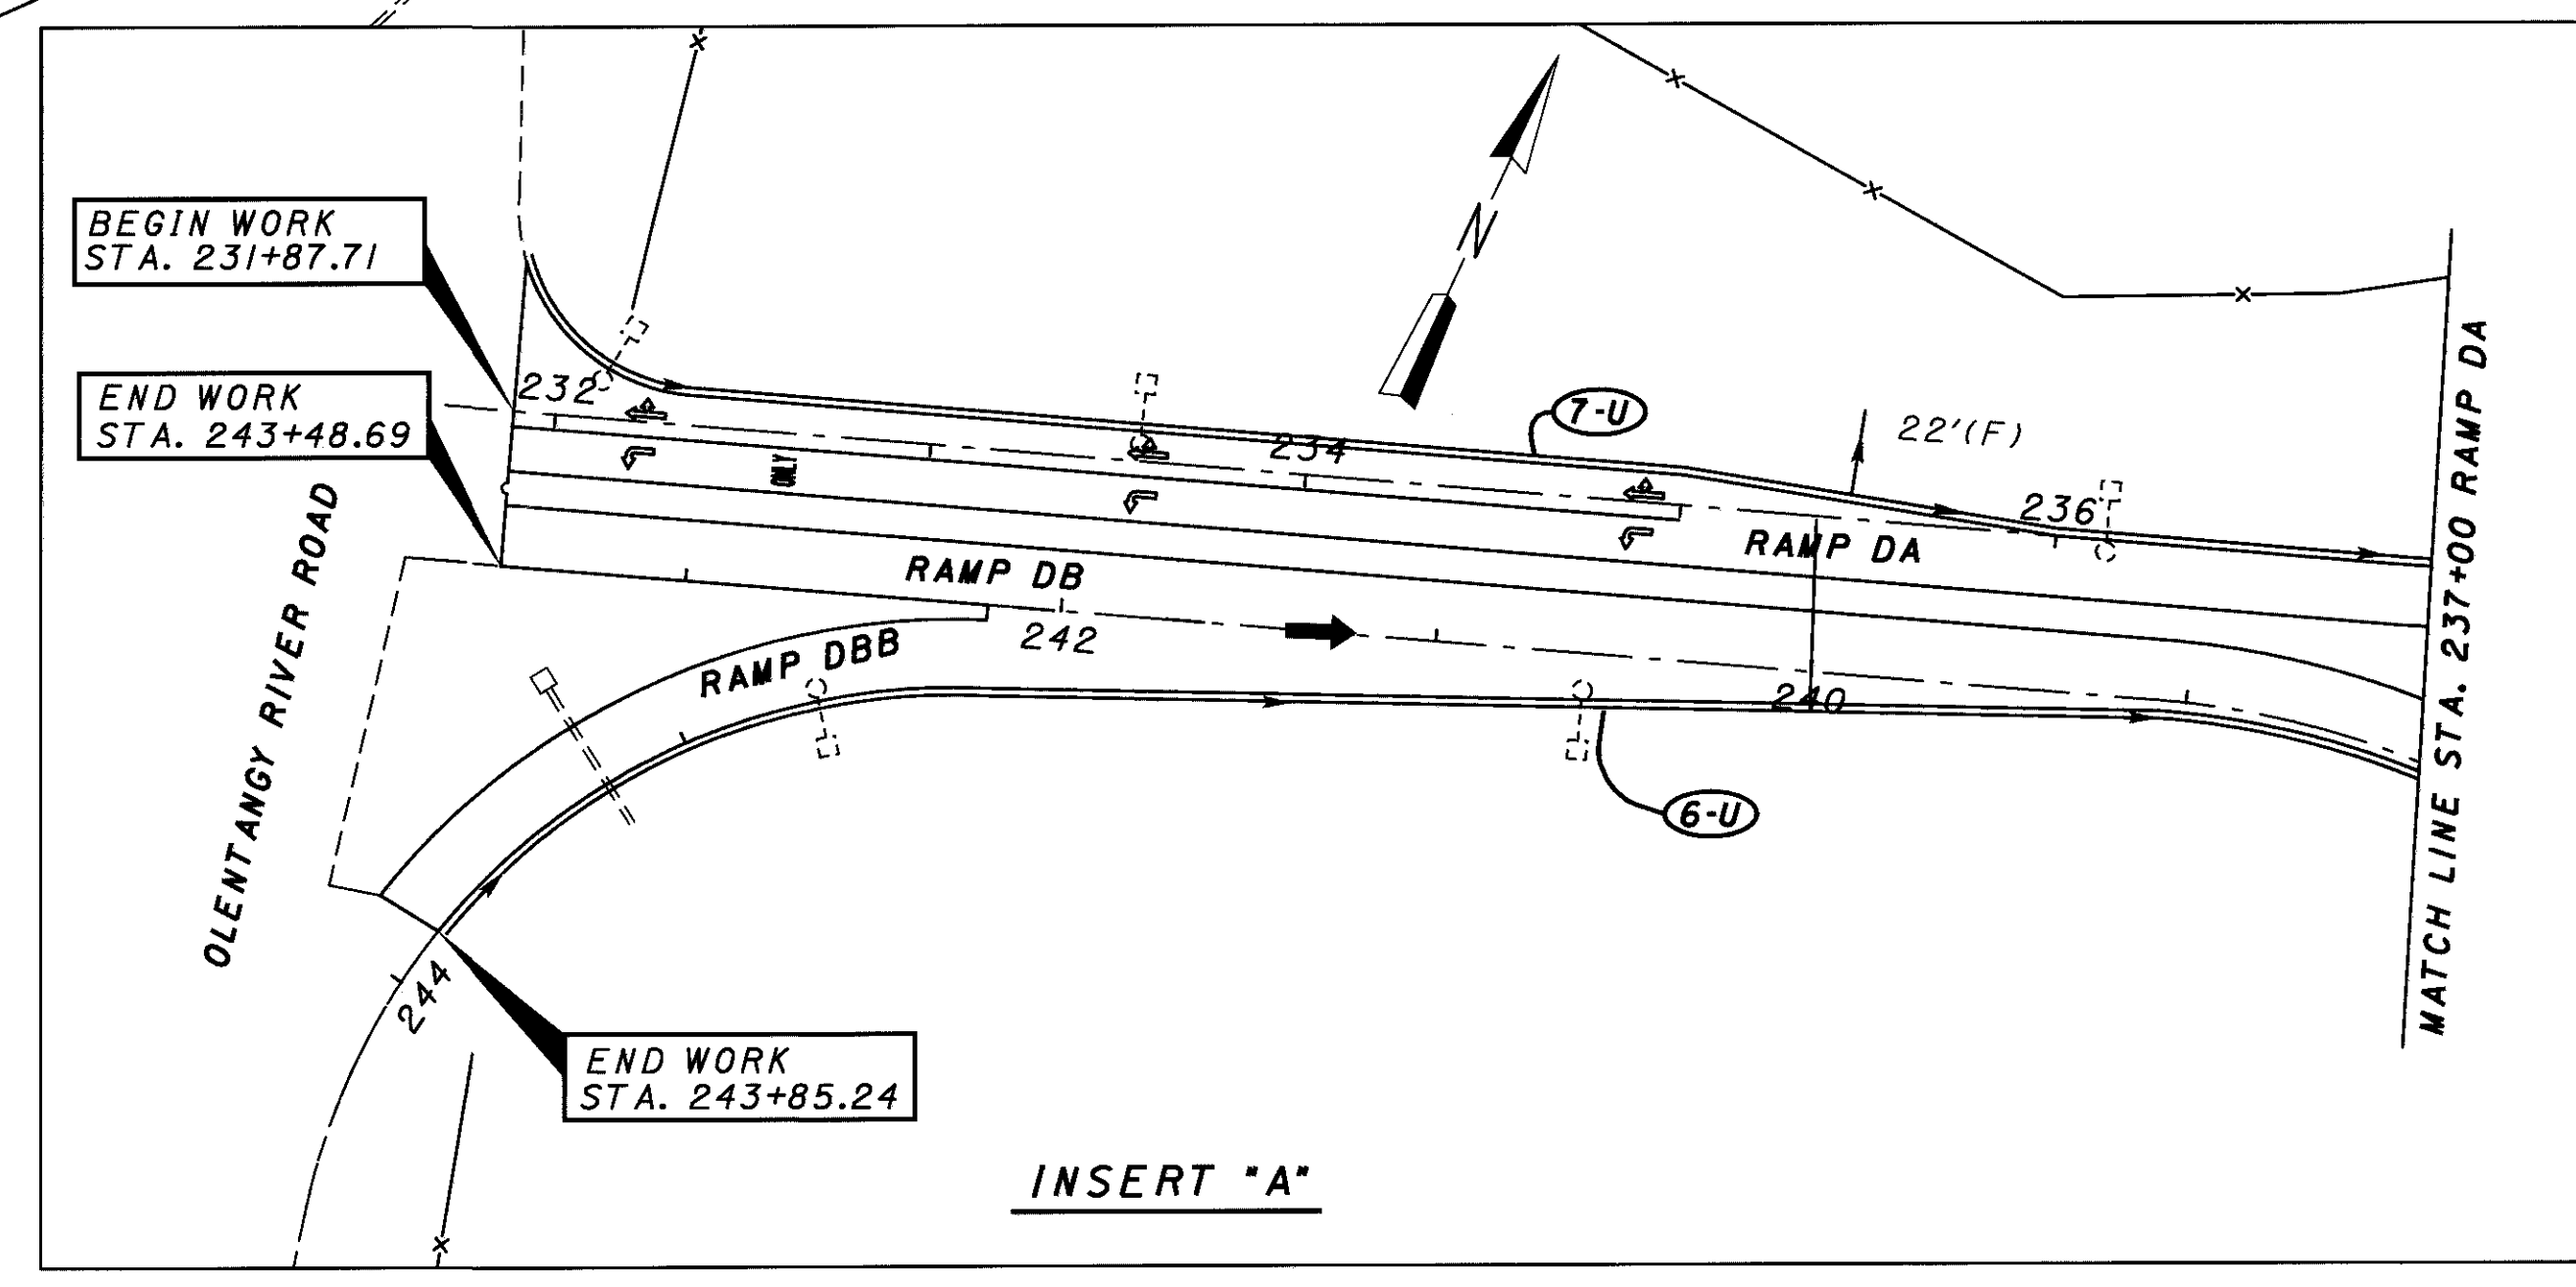 BEGIN WORK
STA. 231+87.71
END WORK
STA. 243+48.69
232
ONLY
234
7-U
22'(F)
236
N
RAMP DA
RAMP DB
242
RAMP DBB
240
6-U
OLENTANGY RIVER ROAD
244
END WORK
STA. 243+85.24
MATCH LINE STA. 237+00 RAMP DA
INSERT "A"